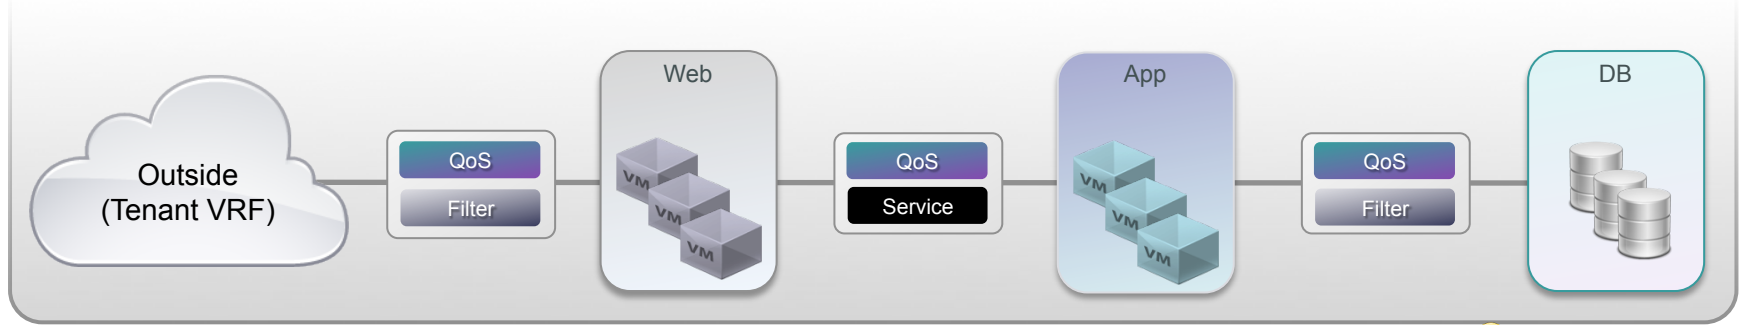 Outside
(Tenant VRF)
QoS
Filter
Web
VM
VM
VM
QoS
Service
App
VM
VM
VM
QoS
Filter
DB